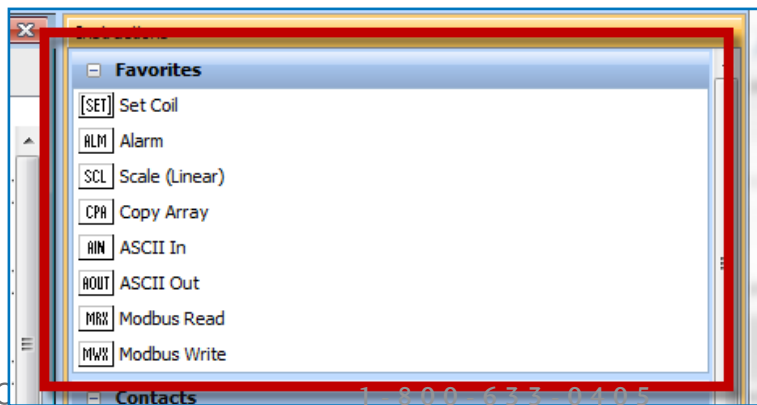 Favorites
[SET] Set Coil
ALM Alarm
SCL Scale (Linear)
CPA Copy Array
AIN ASCII In
AOUT ASCII Out
MRX Modbus Read
MWX Modbus Write
Contacts
1-800-633-0405